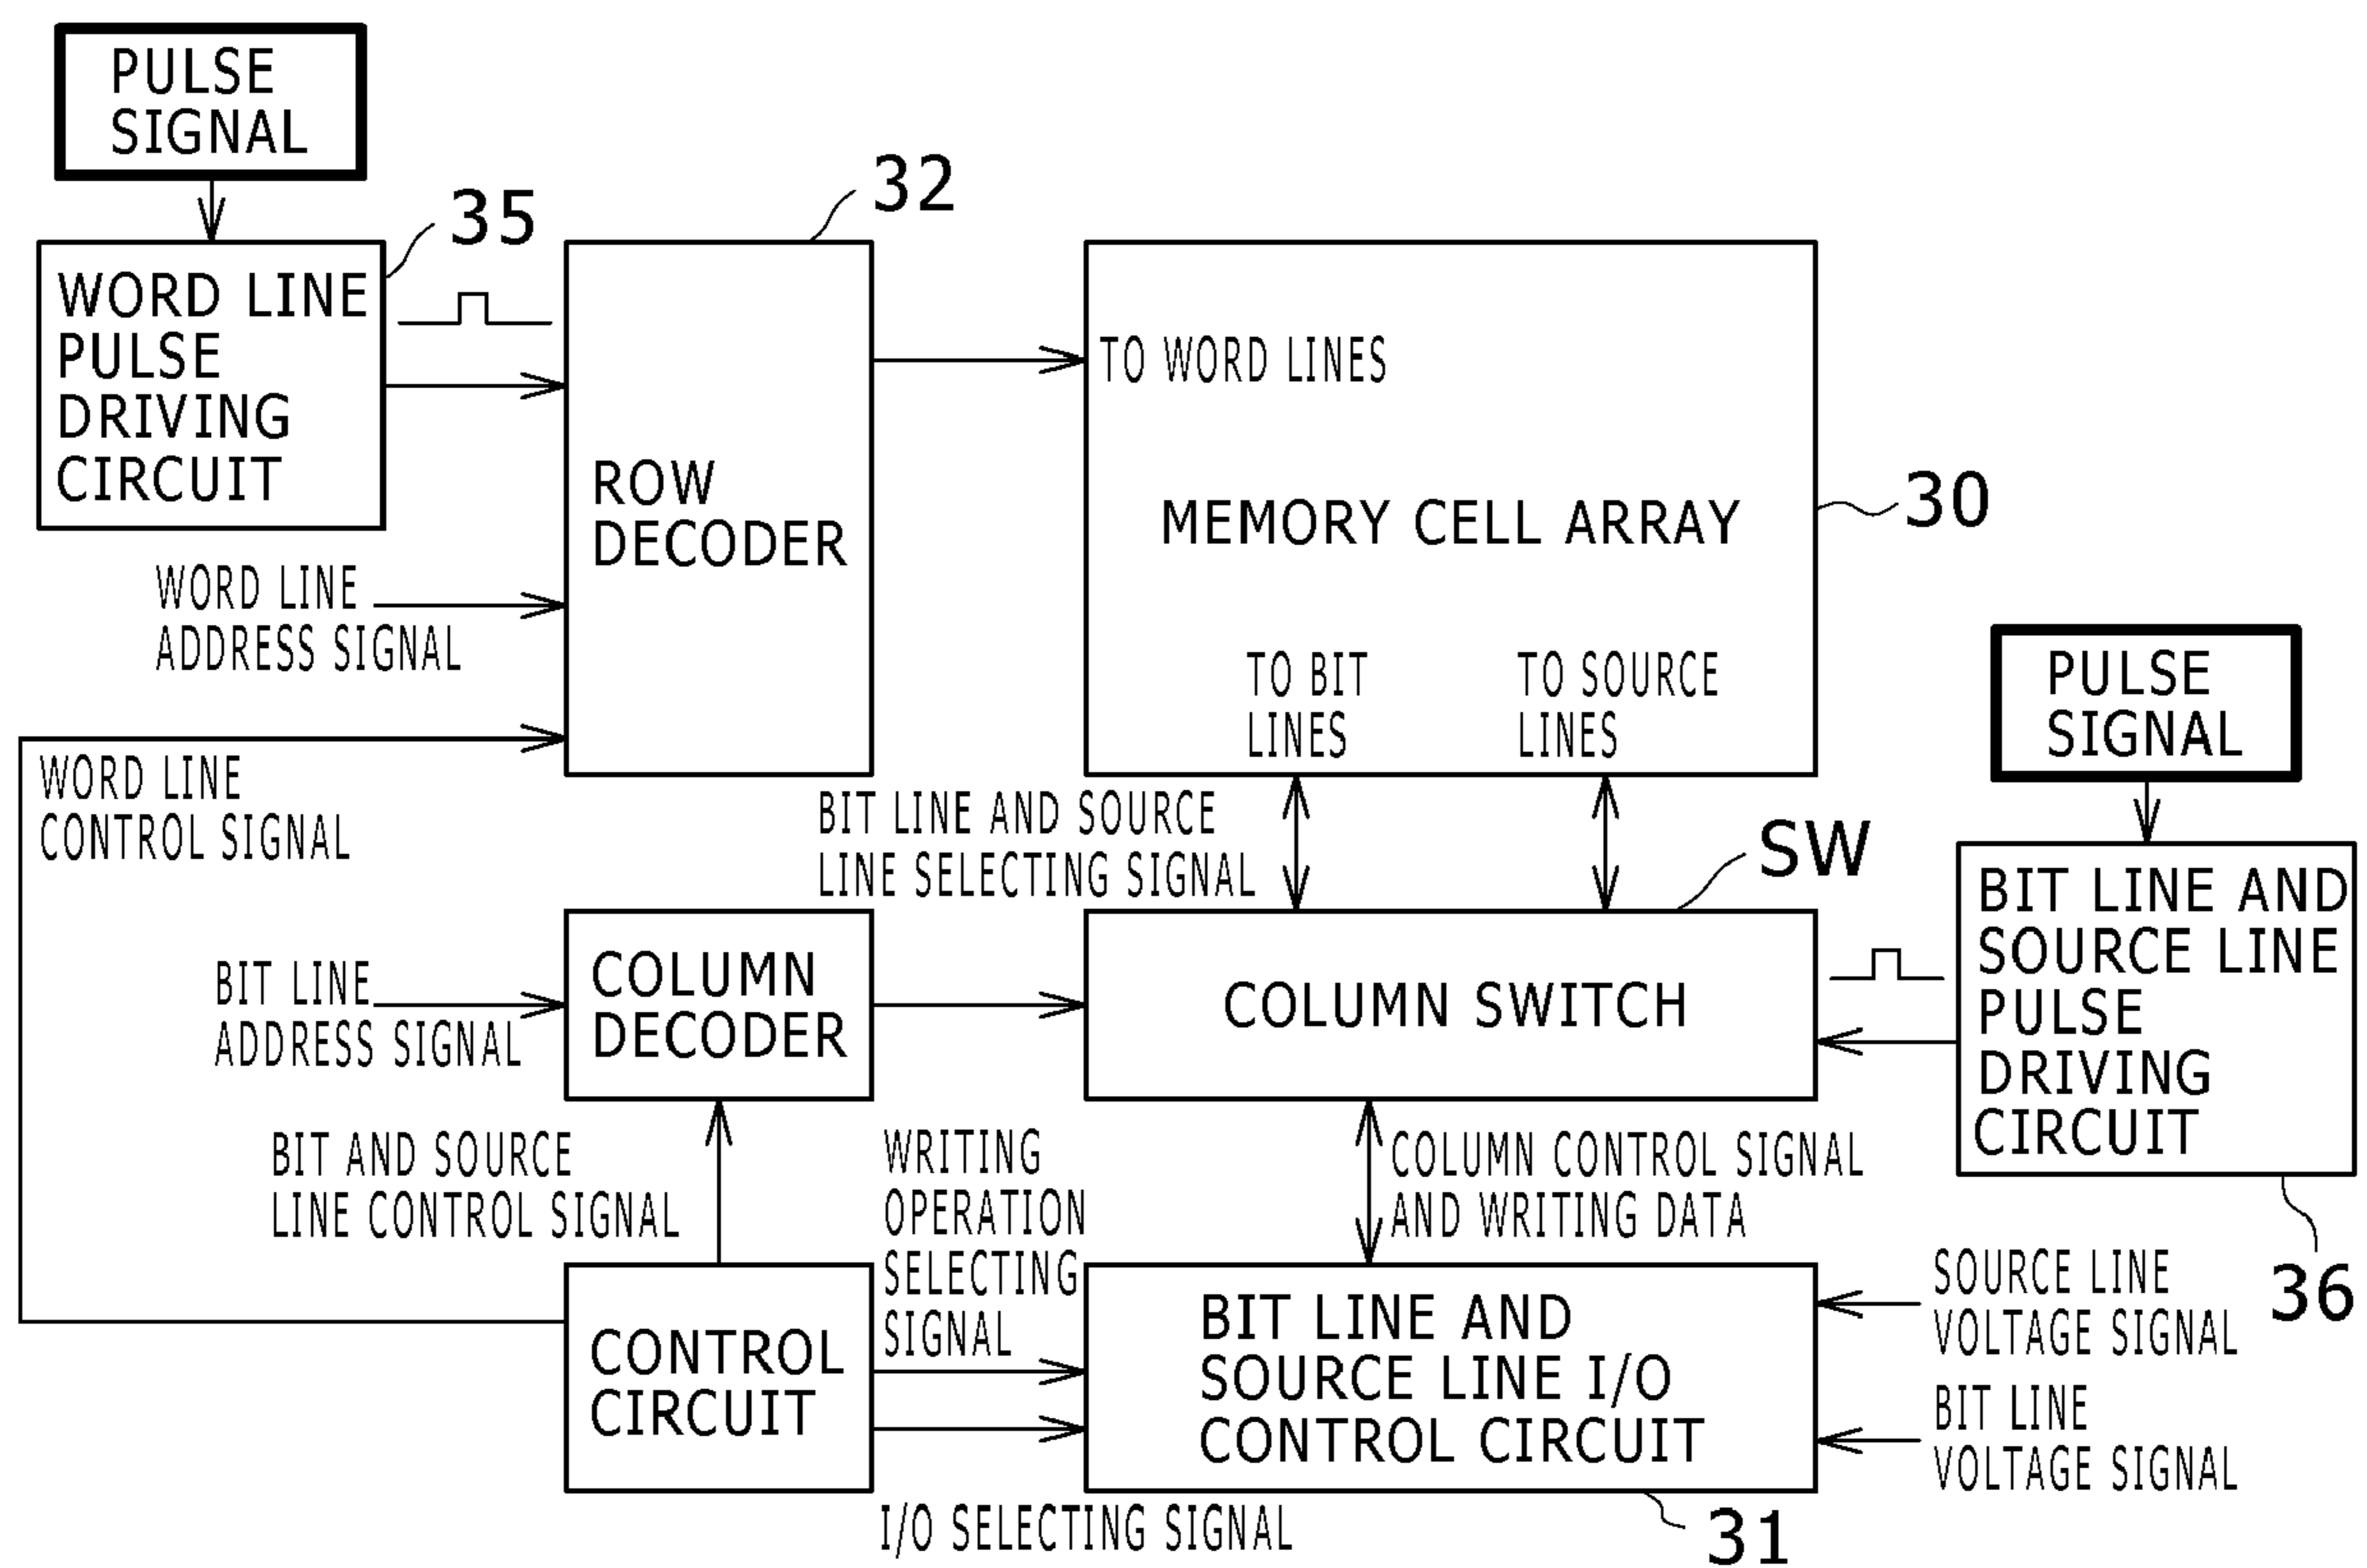 PULSE
SIGNAL
35
32
WORD LINE
PULSE
DRIVING
CIRCUIT
ROW
DECODER
TO WORD LINES
MEMORY CELL ARRAY
30
WORD LINE
ADDRESS SIGNAL
TO BIT
LINES
TO SOURCE
LINES
PULSE
SIGNAL
WORD LINE
CONTROL SIGNAL
BIT LINE AND SOURCE
LINE SELECTING SIGNAL
SW
BIT LINE AND
SOURCE LINE
PULSE
DRIVING
CIRCUIT
BIT LINE
ADDRESS SIGNAL
COLUMN
DECODER
COLUMN SWITCH
BIT AND SOURCE
LINE CONTROL SIGNAL
WRITING
OPERATION
SELECTING
SIGNAL
COLUMN CONTROL SIGNAL
AND WRITING DATA
36
CONTROL
CIRCUIT
BIT LINE AND
SOURCE LINE I/O
CONTROL CIRCUIT
SOURCE LINE
VOLTAGE SIGNAL
BIT LINE
VOLTAGE SIGNAL
I/O SELECTING SIGNAL
31